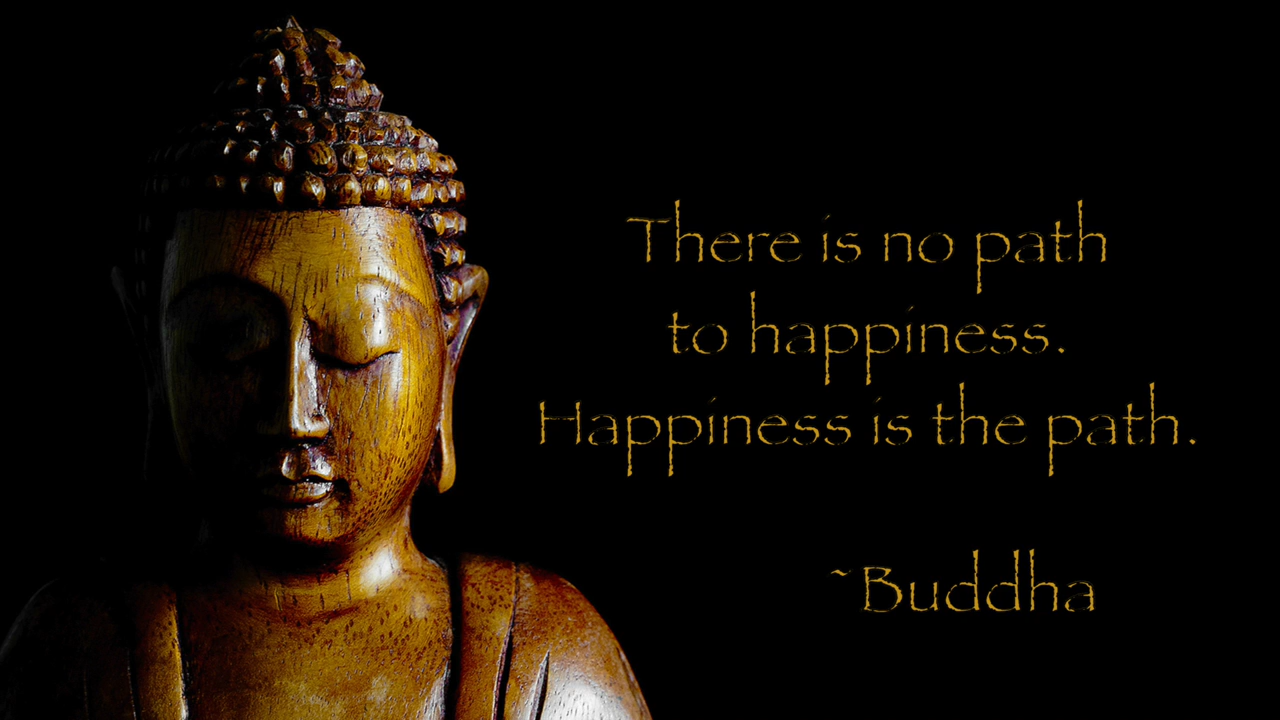 There is no path
to happiness.
Happiness is the path.
~Buddha